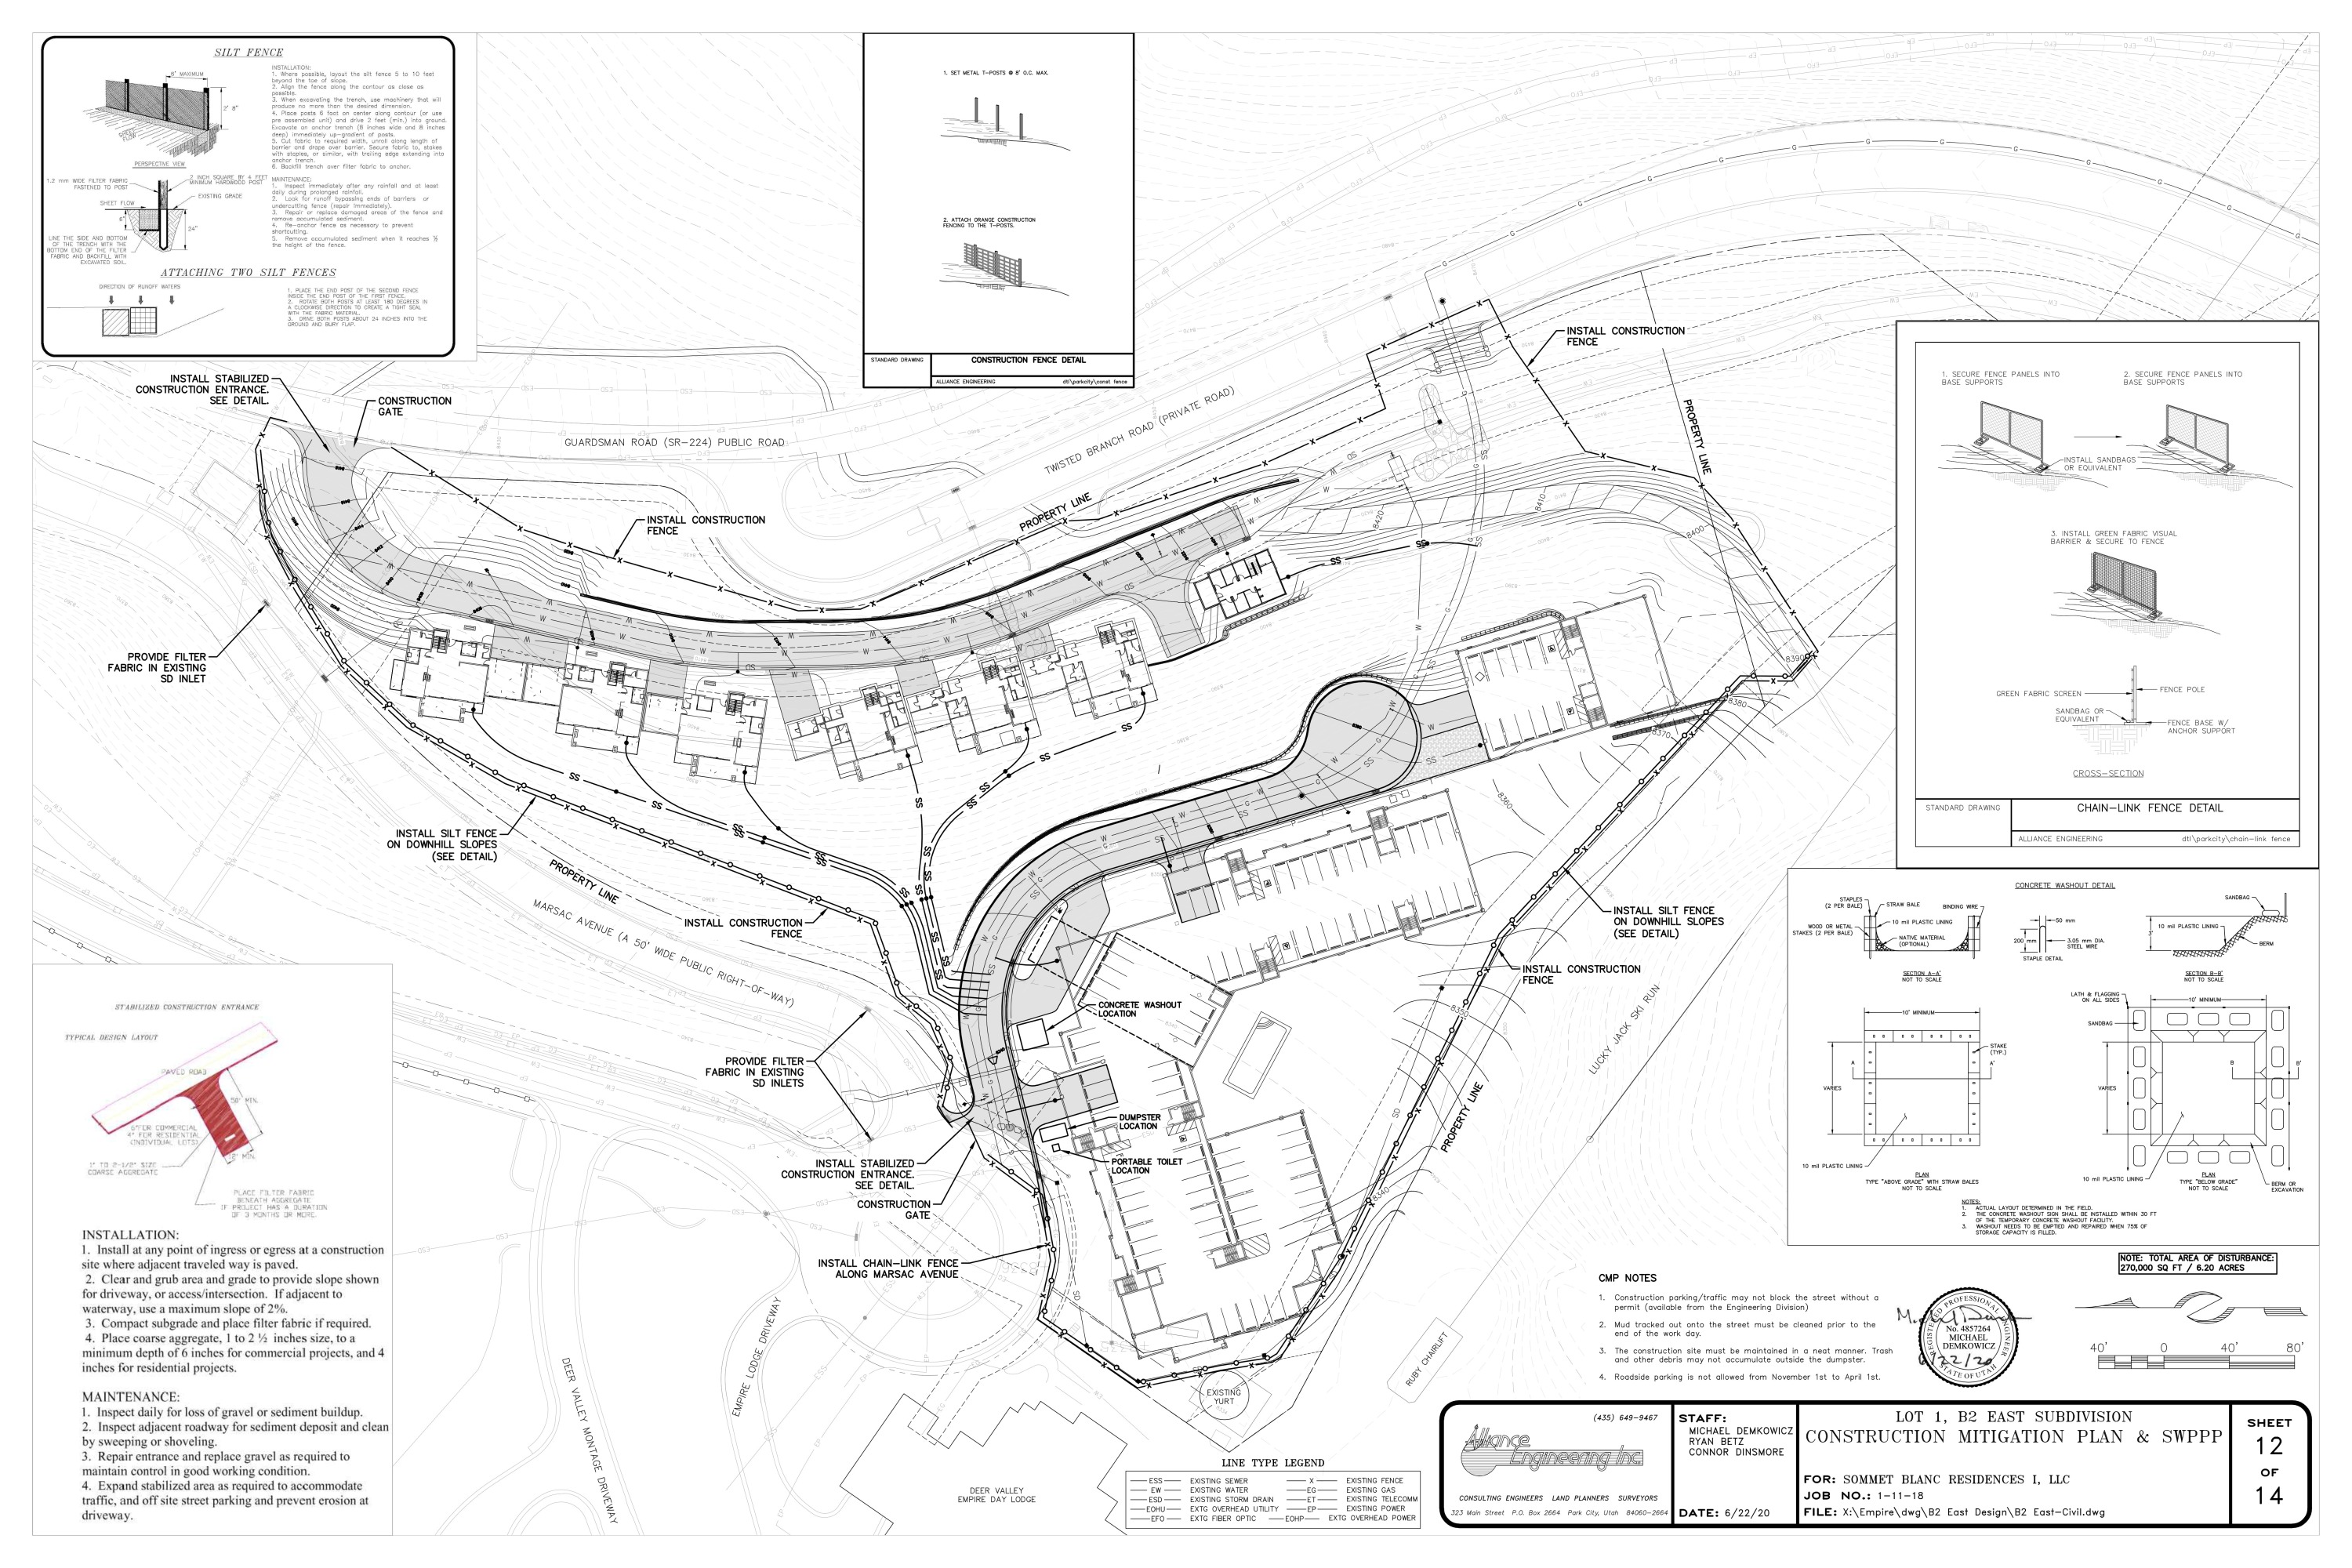 SILT FENCE
6' MAXIMUM
2' 8"
PERSPECTIVE VIEW
INSTALLATION:
1. Where possible, layout the silt fence 5 to 10 feet
beyond the toe of slope.
2. Align the fence along the contour as close as
possible.
3. When excavating the trench, use machinery that will
produce no more than the desired dimension.
4. Place posts 6 foot on center along contour (or use
pre assembled unit) and drive 2 feet (min.) into ground.
Excavate an anchor trench (8 inches wide and 8 inches
deep) immediately up-gradient of posts.
5. Cut fabric to required width, unroll along length of
barrier and drape over barrier. Secure fabric to, stakes
with staples, or similar, with trailing edge extending into
anchor trench.
6. Backfill trench over filter fabric to anchor.
1.2 mm WIDE FILTER FABRIC
FASTENED TO POST
2 INCH SQUARE BY 4 FEET
MINIMUM HARDWOOD POST
EXISTING GRADE
SHEET FLOW
24"
LINE THE SIDE AND BOTTOM
OF THE TRENCH WITH THE
BOTTOM END OF THE FILTER
FABRIC AND BACKFILL WITH
EXCAVATED SOIL.
MAINTENANCE:
1. Inspect immediately after any rainfall and at least
daily during prolonged rainfall.
2. Look for runoff bypassing ends of barriers or
undercutting fence (repair immediately).
3. Repair or replace damaged areas of the fence and
remove accumulated sediment.
4. Re-anchor fence as necessary to prevent
shortcutting.
5. Remove accumulated sediment when it reaches ½
the height of the fence.
ATTACHING TWO SILT FENCES
DIRECTION OF RUNOFF WATERS
1. PLACE THE END POST OF THE SECOND FENCE
INSIDE THE END POST OF THE FIRST FENCE.
2. ROTATE BOTH POSTS AT LEAST 180 DEGREES IN
A CLOCKWISE DIRECTION TO CREATE A TIGHT SEAL
WITH THE FABRIC MATERIAL.
3. DRIVE BOTH POSTS ABOUT 24 INCHES INTO THE
GROUND AND BURY FLAP.
1. SET METAL T-POSTS @ 8' O.C. MAX.
2. ATTACH ORANGE CONSTRUCTION
FENCING TO THE T-POSTS.
STANDARD DRAWING
CONSTRUCTION FENCE DETAIL
ALLIANCE ENGINEERING
dtl\parkcity\const fence
INSTALL STABILIZED
CONSTRUCTION ENTRANCE.
SEE DETAIL.
CONSTRUCTION
GATE
GUARDSMAN ROAD (SR-224) PUBLIC ROAD
TWISTED BRANCH ROAD (PRIVATE ROAD)
INSTALL CONSTRUCTION
FENCE
PROPERTY LINE
INSTALL CONSTRUCTION
FENCE
PROPERTY LINE
PROVIDE FILTER
FABRIC IN EXISTING
SD INLET
INSTALL SILT FENCE
ON DOWNHILL SLOPES
(SEE DETAIL)
PROPERTY LINE
MARSAC AVENUE (A 50' WIDE PUBLIC RIGHT-OF-WAY)
INSTALL CONSTRUCTION
FENCE
8420
8410
8400
8390
8380
8370
8360
8350
8340
INSTALL SILT FENCE
ON DOWNHILL SLOPES
(SEE DETAIL)
INSTALL CONSTRUCTION
FENCE
LUCKY JACK SKI RUN
PROPERTY LINE
CONCRETE WASHOUT
LOCATION
PROVIDE FILTER
FABRIC IN EXISTING
SD INLETS
DUMPSTER
LOCATION
PORTABLE TOILET
LOCATION
INSTALL STABILIZED
CONSTRUCTION ENTRANCE.
SEE DETAIL.
CONSTRUCTION
GATE
INSTALL CHAIN-LINK FENCE
ALONG MARSAC AVENUE
EMPIRE LODGE DRIVEWAY
DEER VALLEY MONTAGE DRIVEWAY
DEER VALLEY
EMPIRE DAY LODGE
EXISTING
YURT
RUBY CHAIRLIFT
1. SECURE FENCE PANELS INTO
BASE SUPPORTS
2. SECURE FENCE PANELS INTO
BASE SUPPORTS
INSTALL SANDBAGS
OR EQUIVALENT
3. INSTALL GREEN FABRIC VISUAL
BARRIER & SECURE TO FENCE
GREEN FABRIC SCREEN
FENCE POLE
SANDBAG OR
EQUIVALENT
FENCE BASE W/
ANCHOR SUPPORT
CROSS-SECTION
STANDARD DRAWING
CHAIN-LINK FENCE DETAIL
ALLIANCE ENGINEERING
dtl\parkcity\chain-link fence
CONCRETE WASHOUT DETAIL
STAPLES
(2 PER BALE)
STRAW BALE
BINDING WIRE
10 mil PLASTIC LINING
WOOD OR METAL
STAKES (2 PER BALE)
NATIVE MATERIAL
(OPTIONAL)
SECTION A-A'
NOT TO SCALE
50 mm
200 mm
3.05 mm DIA.
STEEL WIRE
STAPLE DETAIL
SANDBAG
10 mil PLASTIC LINING
3'
BERM
SECTION B-B'
NOT TO SCALE
10' MINIMUM
STAKE
(TYP.)
A
A'
VARIES
10 mil PLASTIC LINING
PLAN
TYPE "ABOVE GRADE" WITH STRAW BALES
NOT TO SCALE
LATH & FLAGGING
ON ALL SIDES
10' MINIMUM
SANDBAG
B
B'
VARIES
10 mil PLASTIC LINING
PLAN
TYPE "BELOW GRADE"
NOT TO SCALE
BERM OR
EXCAVATION
NOTES:
1. ACTUAL LAYOUT DETERMINED IN THE FIELD.
2. THE CONCRETE WASHOUT SIGN SHALL BE INSTALLED WITHIN 30 FT
OF THE TEMPORARY CONCRETE WASHOUT FACILITY.
3. WASHOUT NEEDS TO BE EMPTED AND REPAIRED WHEN 75% OF
STORAGE CAPACITY IS FILLED.
NOTE: TOTAL AREA OF DISTURBANCE:
270,000 SQ FT / 6.20 ACRES
STABILIZED CONSTRUCTION ENTRANCE
TYPICAL DESIGN LAYOUT
PAVED ROAD
50' MIN.
6" FOR COMMERCIAL
4" FOR RESIDENTIAL
(INDIVIDUAL LOTS)
1" TO 2-1/2" SIZE
COARSE AGGREGATE
PLACE FILTER FABRIC
BENEATH AGGREGATE
IF PROJECT HAS A DURATION
OF 3 MONTHS OR MORE.
INSTALLATION:
1. Install at any point of ingress or egress at a construction
site where adjacent traveled way is paved.
2. Clear and grub area and grade to provide slope shown
for driveway, or access/intersection. If adjacent to
waterway, use a maximum slope of 2%.
3. Compact subgrade and place filter fabric if required.
4. Place coarse aggregate, 1 to 2 ½ inches size, to a
minimum depth of 6 inches for commercial projects, and 4
inches for residential projects.
MAINTENANCE:
1. Inspect daily for loss of gravel or sediment buildup.
2. Inspect adjacent roadway for sediment deposit and clean
by sweeping or shoveling.
3. Repair entrance and replace gravel as required to
maintain control in good working condition.
4. Expand stabilized area as required to accommodate
traffic, and off site street parking and prevent erosion at
driveway.
CMP NOTES
1. Construction parking/traffic may not block the street without a
permit (available from the Engineering Division)
2. Mud tracked out onto the street must be cleaned prior to the
end of the work day.
3. The construction site must be maintained in a neat manner. Trash
and other debris may not accumulate outside the dumpster.
4. Roadside parking is not allowed from November 1st to April 1st.
REGISTERED PROFESSIONAL ENGINEER
No. 4857264
MICHAEL
DEMKOWICZ
6/22/20
STATE OF UTAH
40' 0 40' 80'
LINE TYPE LEGEND
ESS EXISTING SEWER
EW EXISTING WATER
ESD EXISTING STORM DRAIN
EOHU EXTG OVERHEAD UTILITY
EFO EXTG FIBER OPTIC
X EXISTING FENCE
EG EXISTING GAS
ET EXISTING TELECOMM
EP EXISTING POWER
EOHP EXTG OVERHEAD POWER
(435) 649-9467
Alliance
Engineering Inc.
CONSULTING ENGINEERS LAND PLANNERS SURVEYORS
323 Main Street P.O. Box 2664 Park City, Utah 84060-2664
STAFF:
MICHAEL DEMKOWICZ
RYAN BETZ
CONNOR DINSMORE
DATE: 6/22/20
LOT 1, B2 EAST SUBDIVISION
CONSTRUCTION MITIGATION PLAN & SWPPP
FOR: SOMMET BLANC RESIDENCES I, LLC
JOB NO.: 1-11-18
FILE: X:\Empire\dwg\B2 East Design\B2 East-Civil.dwg
SHEET
12
OF
14